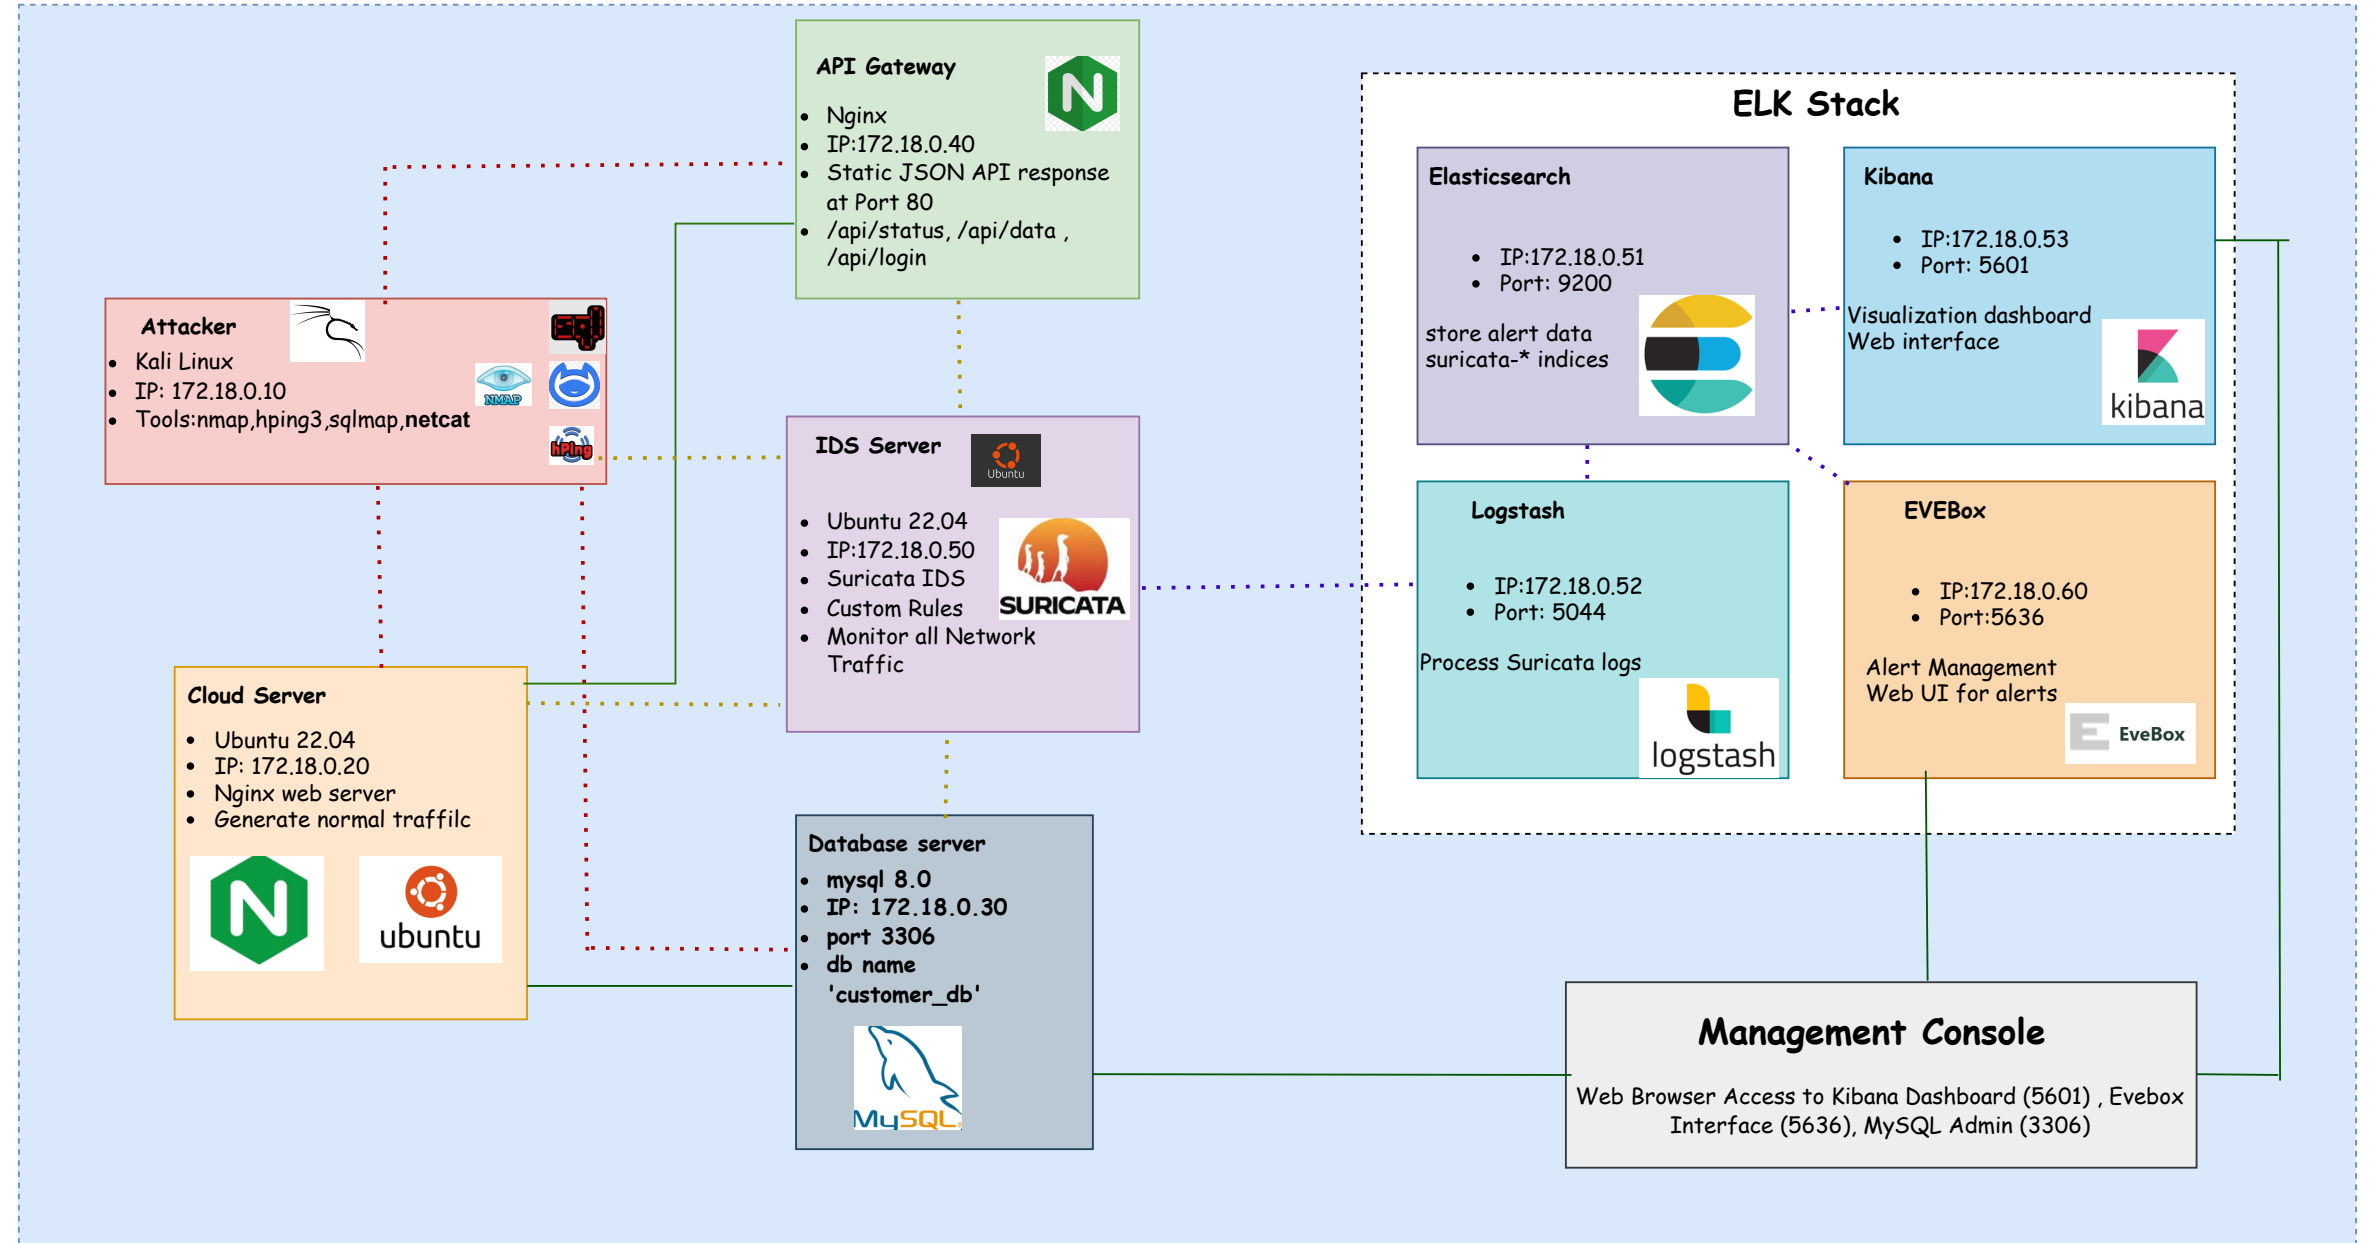 API Gateway
Nginx
IP:172.18.0.40
Static JSON API response
at Port 80
/api/status, /api/data ,
/api/login
Attacker
Kali Linux
IP: 172.18.0.10
Tools:nmap,hping3,sqlmap,netcat
NMAP
hPing
IDS Server
Ubuntu
Ubuntu 22.04
IP:172.18.0.50
Suricata IDS
Custom Rules
Monitor all Network
Traffic
SURICATA
Cloud Server
Ubuntu 22.04
IP: 172.18.0.20
Nginx web server
Generate normal traffilc
N
ubuntu
Database server
mysql 8.0
IP: 172.18.0.30
port 3306
db name
'customer_db'
MySQL
ELK Stack
Elasticsearch
IP:172.18.0.51
Port: 9200
store alert data
suricata-* indices
Kibana
IP:172.18.0.53
Port: 5601
Visualization dashboard
Web interface
kibana
Logstash
IP:172.18.0.52
Port: 5044
Process Suricata logs
logstash
EVEBox
IP:172.18.0.60
Port:5636
Alert Management
Web UI for alerts
EveBox
Management Console
Web Browser Access to Kibana Dashboard (5601) , Evebox
Interface (5636), MySQL Admin (3306)